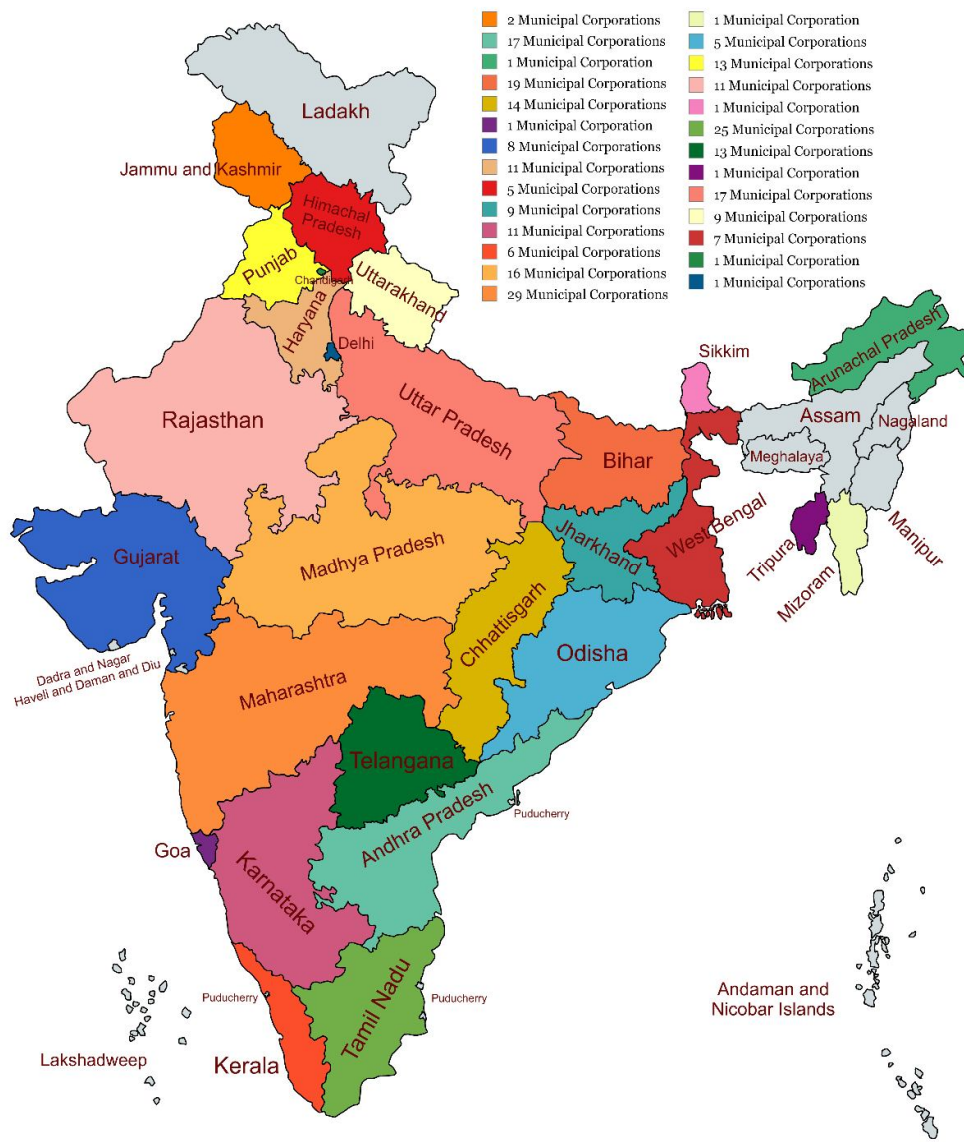 2 Municipal Corporations
17 Municipal Corporations
1 Municipal Corporation
19 Municipal Corporations
14 Municipal Corporations
1 Municipal Corporation
8 Municipal Corporations
11 Municipal Corporations
5 Municipal Corporations
9 Municipal Corporations
11 Municipal Corporations
6 Municipal Corporations
16 Municipal Corporations
29 Municipal Corporations
1 Municipal Corporation
5 Municipal Corporations
13 Municipal Corporations
11 Municipal Corporations
1 Municipal Corporation
25 Municipal Corporations
13 Municipal Corporations
1 Municipal Corporation
17 Municipal Corporations
9 Municipal Corporations
7 Municipal Corporations
1 Municipal Corporation
1 Municipal Corporation
Ladakh
Jammu and Kashmir
Himachal
Pradesh
Punjab
Chandigarh
Uttarakhand
Haryana
Delhi
Rajasthan
Uttar Pradesh
Sikkim
Arunachal Pradesh
Assam
Nagaland
Meghalaya
Manipur
Bihar
Jharkhand
West Bengal
Tripura
Mizoram
Gujarat
Madhya Pradesh
Chhattisgarh
Odisha
Dadra and Nagar
Haveli and Daman and Diu
Maharashtra
Telangana
Andhra Pradesh
Puducherry
Goa
Karnataka
Puducherry
Tamil Nadu
Puducherry
Kerala
Lakshadweep
Andaman and
Nicobar Islands